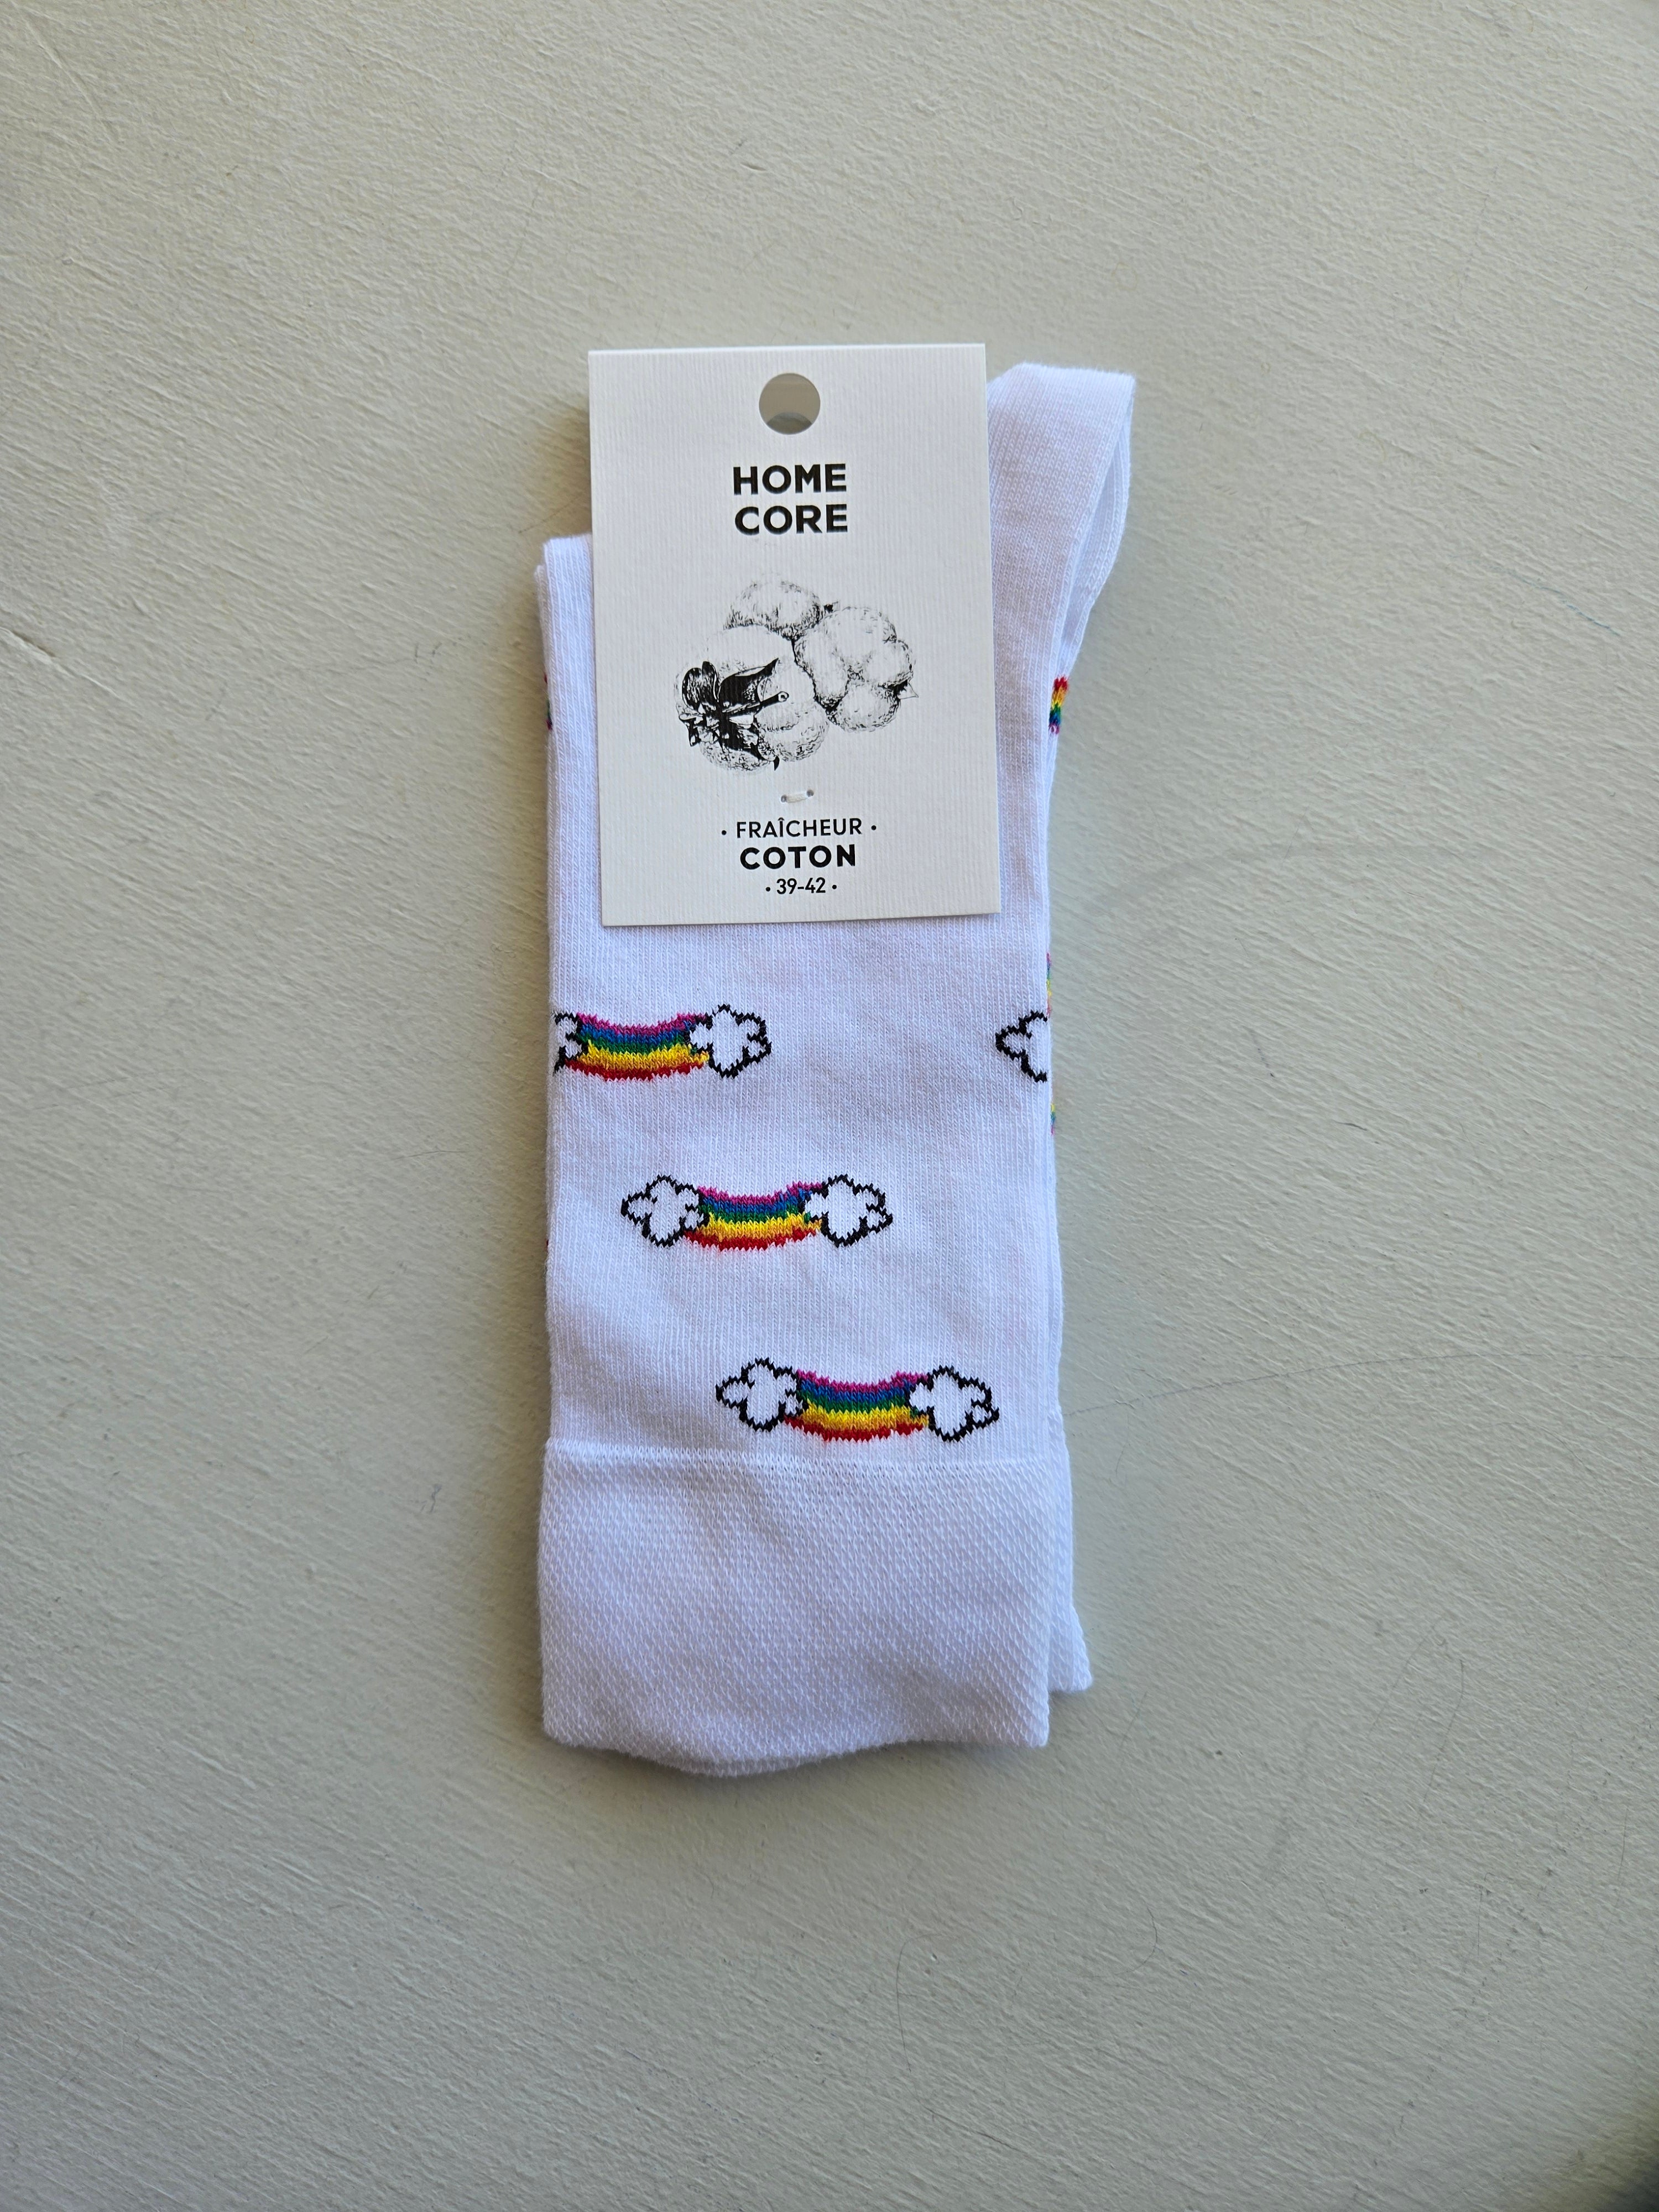 HOME
CORE
• FRAÎCHEUR •
COTON
• 39-42 •